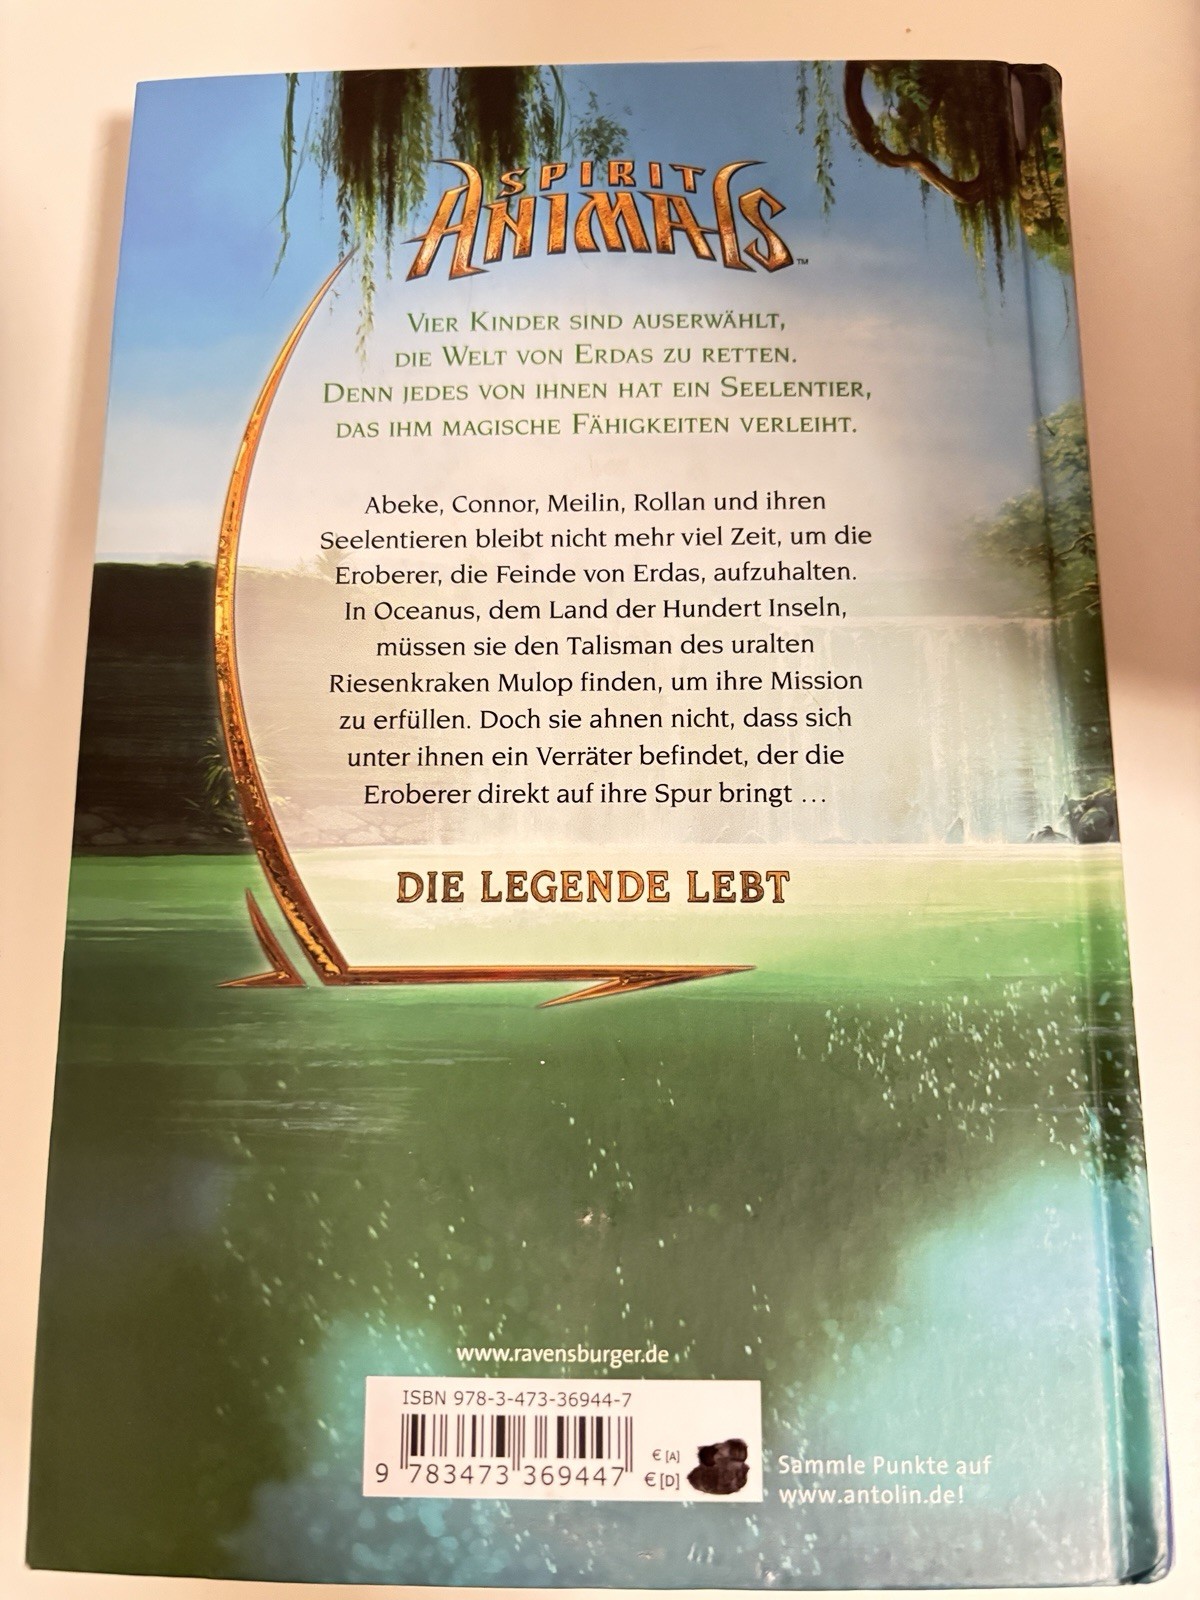 SPIRIT
ANIMALS™
VIER KINDER SIND AUSERWÄHLT,
DIE WELT VON ERDAS ZU RETTEN.
DENN JEDES VON IHNEN HAT EIN SEELENTIER,
DAS IHM MAGISCHE FÄHIGKEITEN VERLEIHT.
Abeke, Connor, Meilin, Rollan und ihren
Seelentieren bleibt nicht mehr viel Zeit, um die
Eroberer, die Feinde von Erdas, aufzuhalten.
In Oceanus, dem Land der Hundert Inseln,
müssen sie den Talisman des uralten
Riesenkraken Mulop finden, um ihre Mission
zu erfüllen. Doch sie ahnen nicht, dass sich
unter ihnen ein Verräter befindet, der die
Eroberer direkt auf ihre Spur bringt ...
DIE LEGENDE LEBT
www.ravensburger.de
ISBN 978-3-473-36944-7
9 783473 369447
€ [A]
€ [D]
Sammle Punkte auf
www.antolin.de!